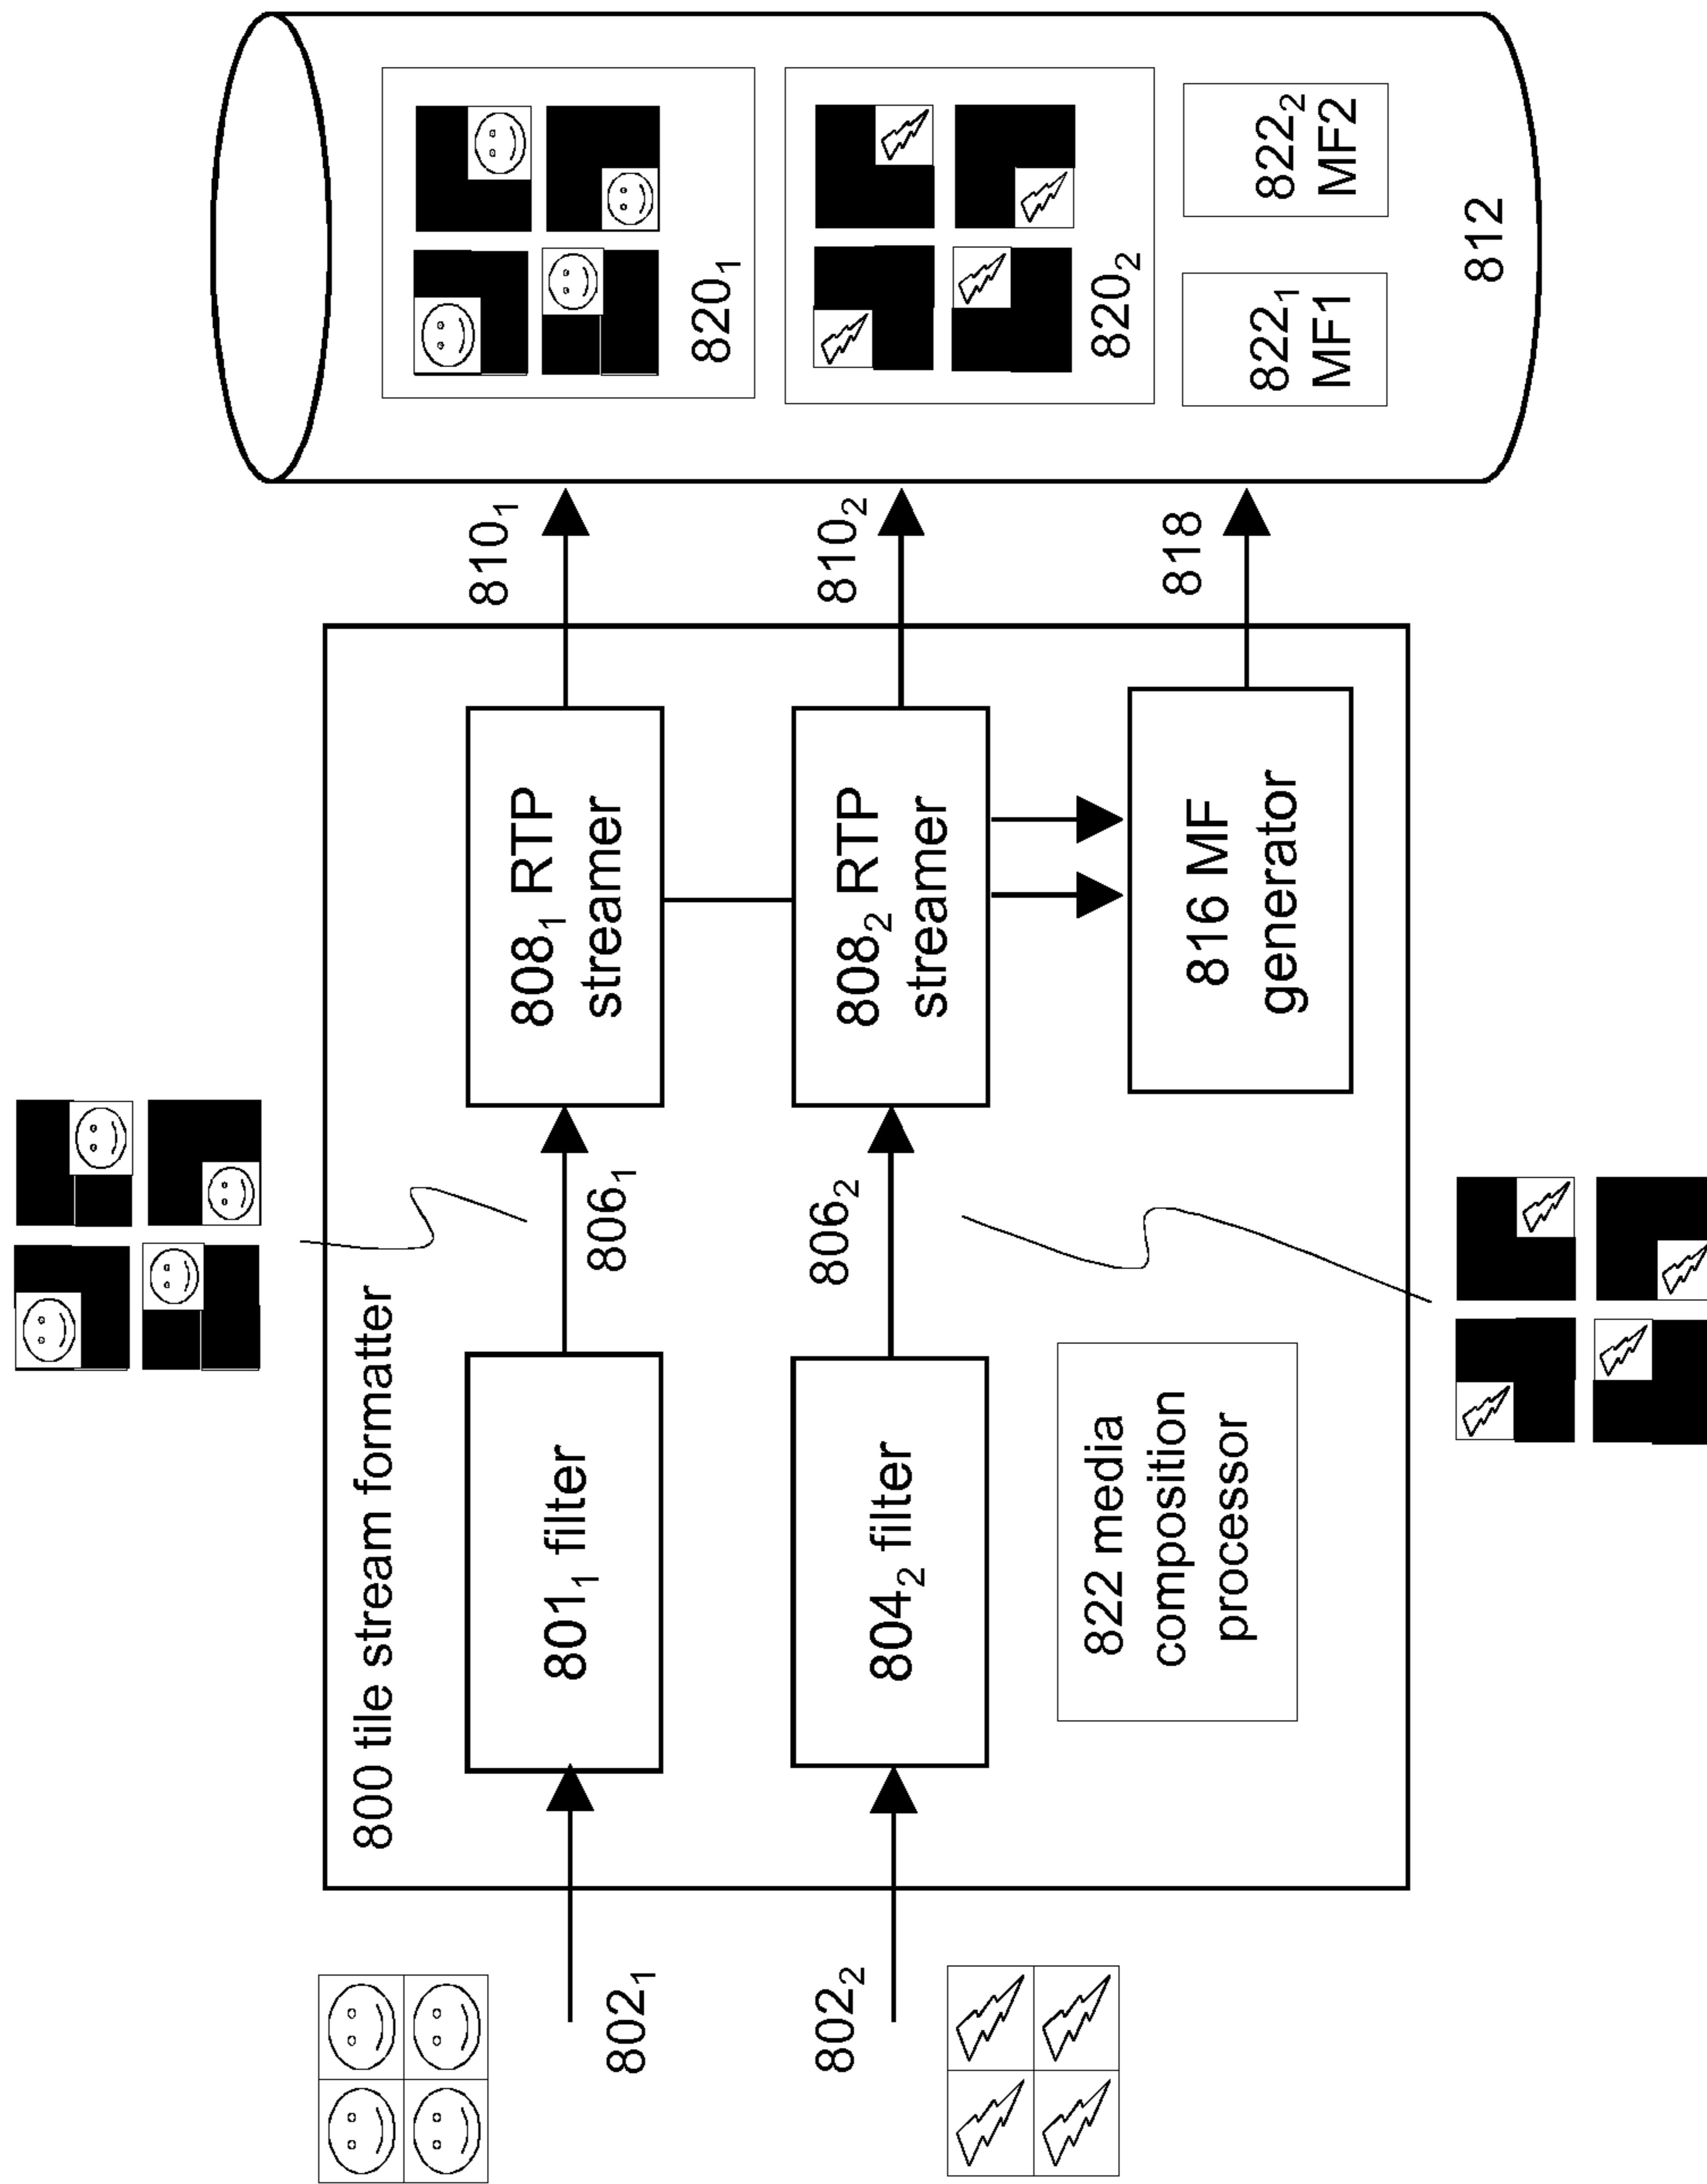 800 tile stream formatter
802₁
801₁ filter
806₁
808₁ RTP
streamer
810₁
820₁
802₂
804₂ filter
806₂
808₂ RTP
streamer
810₂
820₂
822 media
composition
processor
816 MF
generator
818
822₁
MF1
822₂
MF2
812